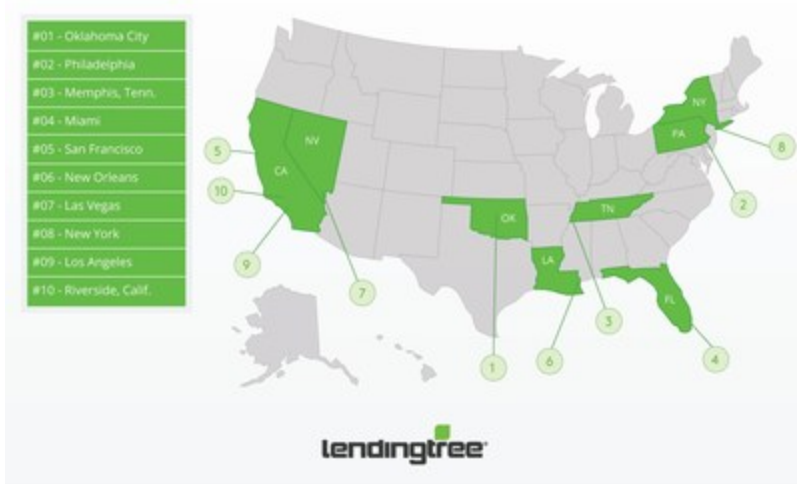 #01 - Oklahoma City
#02 - Philadelphia
#03 - Memphis, Tenn.
#04 - Miami
#05 - San Francisco
#06 - New Orleans
#07 - Las Vegas
#08 - New York
#09 - Los Angeles
#10 - Riverside, Calif.
NY
PA
NV
CA
OK
TN
LA
FL
5
10
9
7
1
6
3
4
2
8
lendingtree